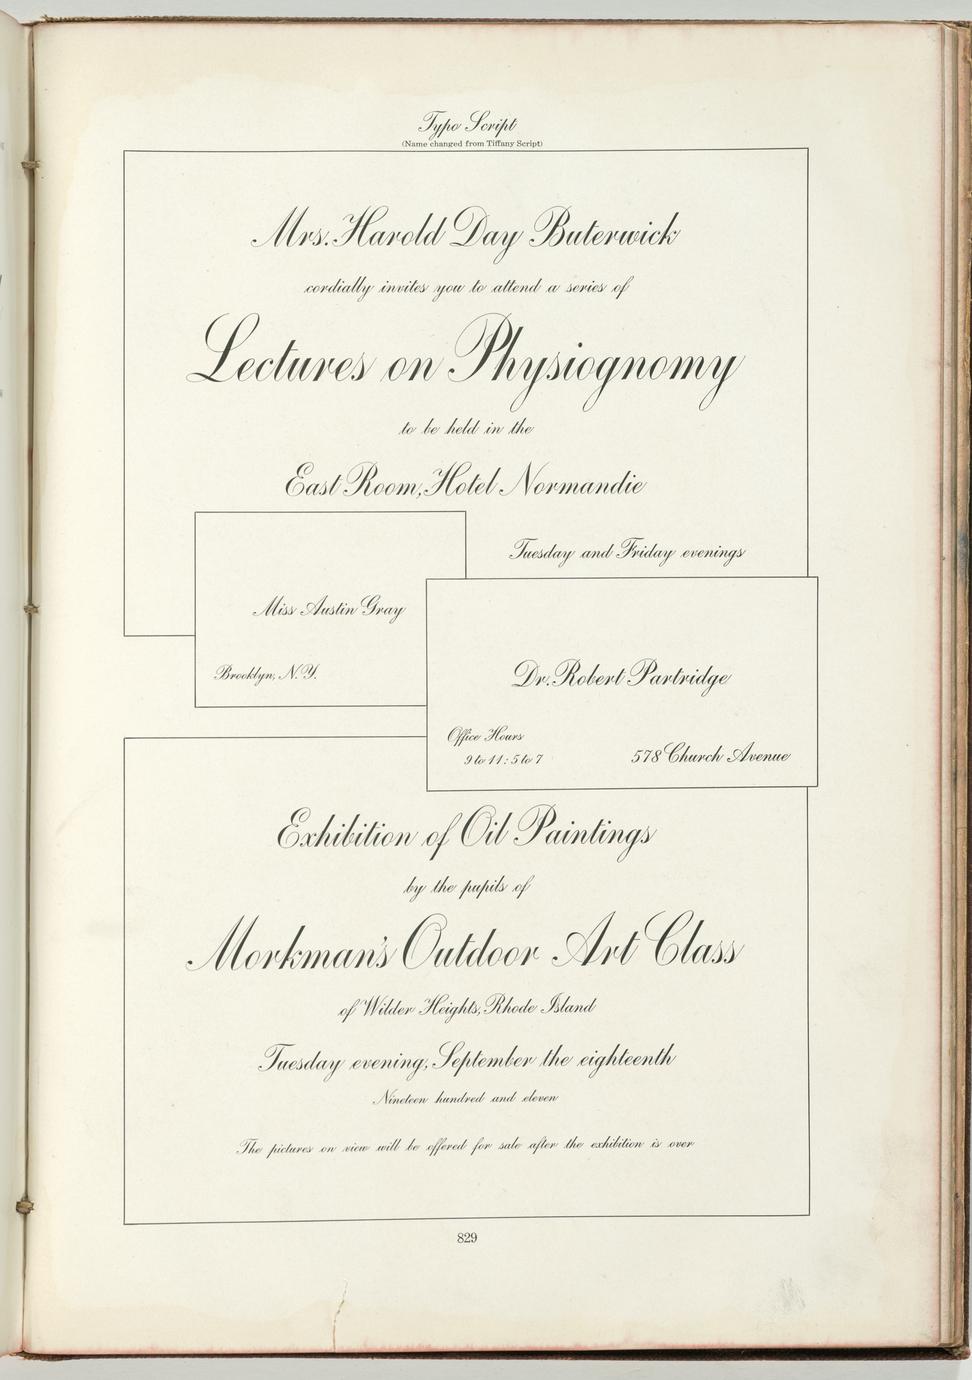 Typo Script
(Name changed from Tiffany Script)
Mrs. Harold Day Buterwick
cordially invites you to attend a series of
Lectures on Physiognomy
to be held in the
East Room, Hotel Normandie
Tuesday and Friday evenings
Miss Austin Gray
Brooklyn, N.Y.
Dr. Robert Partridge
Office Hours
9 to 11 : 5 to 7
578 Church Avenue
Exhibition of Oil Paintings
by the pupils of
Morkman's Outdoor Art Class
of Wilder Heights, Rhode Island
Tuesday evening, September the eighteenth
Nineteen hundred and eleven
The pictures on view will be offered for sale after the exhibition is over
829